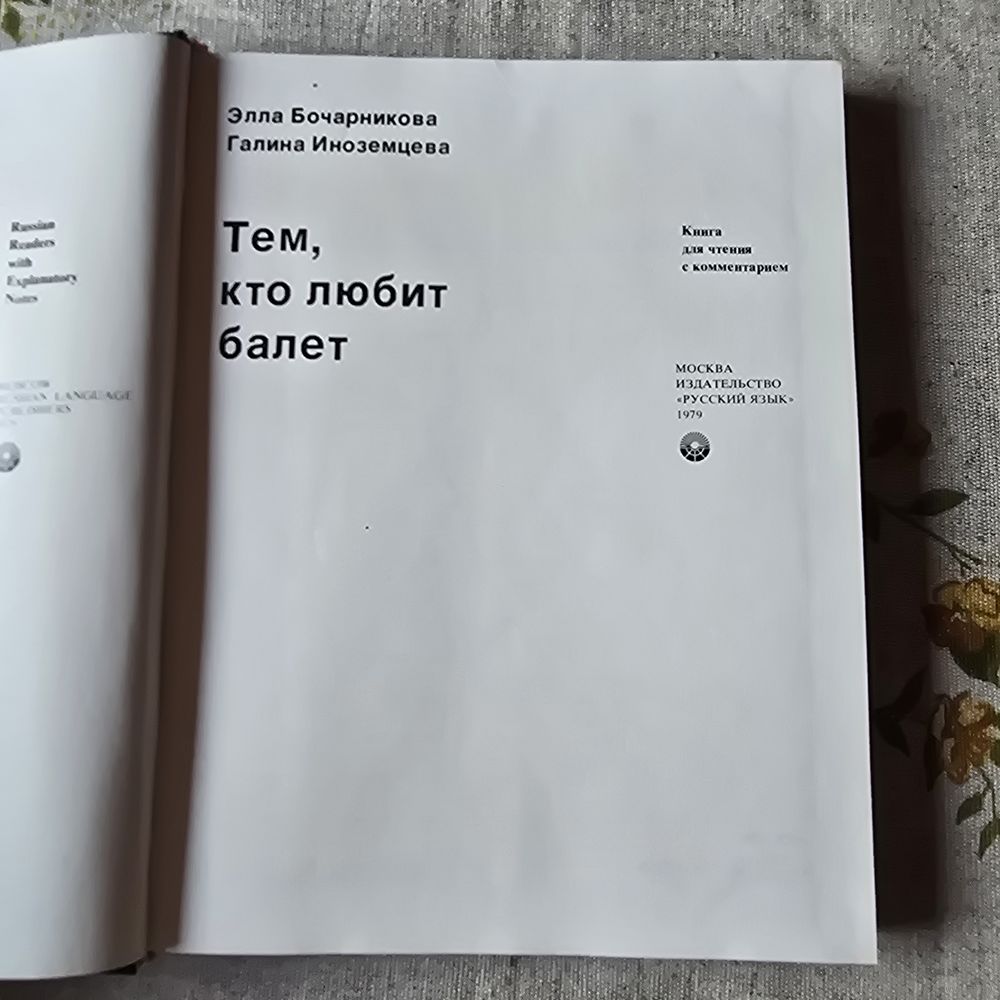 Russian
Readers
with
Explanatory
Notes
LANGUAGE
Элла Бочарникова
Галина Иноземцева
Тем,
кто любит
балет
Книга
для чтения
с комментарием
МОСКВА
ИЗДАТЕЛЬСТВО
«РУССКИЙ ЯЗЫК»
1979